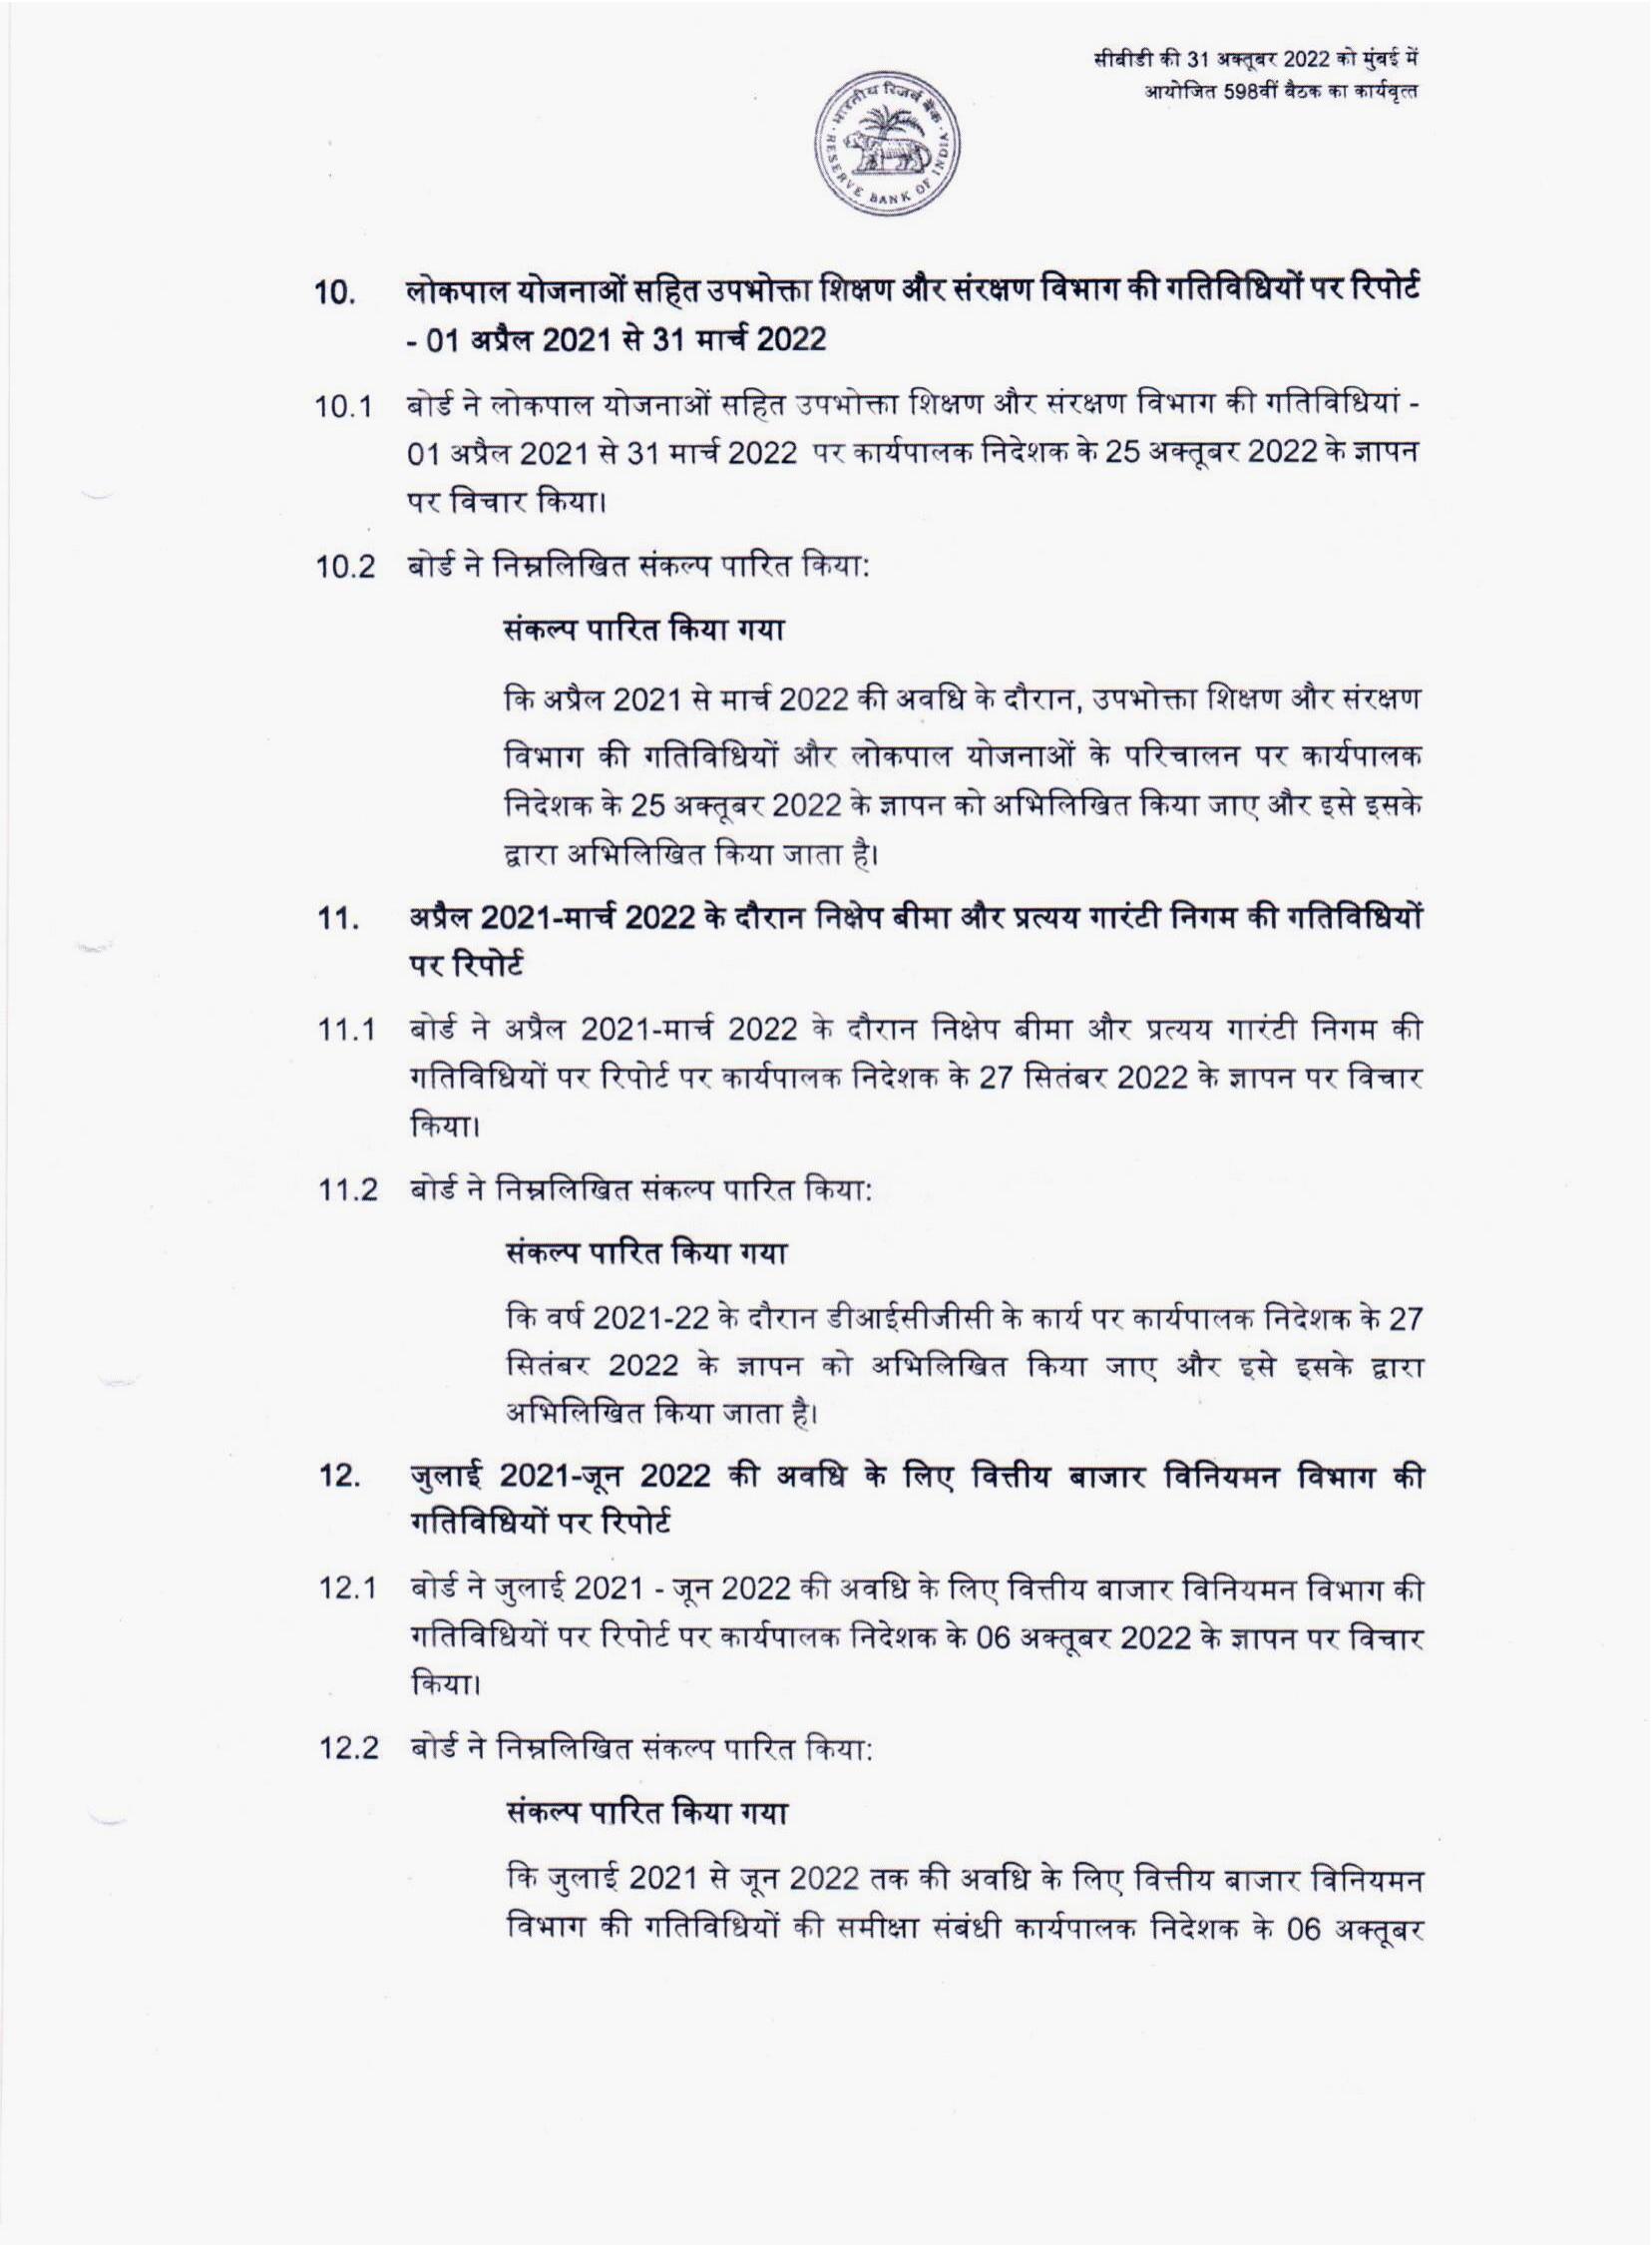 सीबीडी की 31 अक्तूबर 2022 को मुंबई में
आयोजित 598वीं बैठक का कार्यवृत्त
भारतीय रिज़र्व बैंक
RESERVE BANK OF INDIA
10. लोकपाल योजनाओं सहित उपभोक्ता शिक्षण और संरक्षण विभाग की गतिविधियों पर रिपोर्ट
- 01 अप्रैल 2021 से 31 मार्च 2022
10.1 बोर्ड ने लोकपाल योजनाओं सहित उपभोक्ता शिक्षण और संरक्षण विभाग की गतिविधियां -
01 अप्रैल 2021 से 31 मार्च 2022 पर कार्यपालक निदेशक के 25 अक्तूबर 2022 के ज्ञापन
पर विचार किया।
10.2 बोर्ड ने निम्नलिखित संकल्प पारित किया:
संकल्प पारित किया गया
कि अप्रैल 2021 से मार्च 2022 की अवधि के दौरान, उपभोक्ता शिक्षण और संरक्षण
विभाग की गतिविधियों और लोकपाल योजनाओं के परिचालन पर कार्यपालक
निदेशक के 25 अक्तूबर 2022 के ज्ञापन को अभिलिखित किया जाए और इसे इसके
द्वारा अभिलिखित किया जाता है।
11. अप्रैल 2021-मार्च 2022 के दौरान निक्षेप बीमा और प्रत्यय गारंटी निगम की गतिविधियों
पर रिपोर्ट
11.1 बोर्ड ने अप्रैल 2021-मार्च 2022 के दौरान निक्षेप बीमा और प्रत्यय गारंटी निगम की
गतिविधियों पर रिपोर्ट पर कार्यपालक निदेशक के 27 सितंबर 2022 के ज्ञापन पर विचार
किया।
11.2 बोर्ड ने निम्नलिखित संकल्प पारित किया:
संकल्प पारित किया गया
कि वर्ष 2021-22 के दौरान डीआईसीजीसी के कार्य पर कार्यपालक निदेशक के 27
सितंबर 2022 के ज्ञापन को अभिलिखित किया जाए और इसे इसके द्वारा
अभिलिखित किया जाता है।
12. जुलाई 2021-जून 2022 की अवधि के लिए वित्तीय बाजार विनियमन विभाग की
गतिविधियों पर रिपोर्ट
12.1 बोर्ड ने जुलाई 2021 - जून 2022 की अवधि के लिए वित्तीय बाजार विनियमन विभाग की
गतिविधियों पर रिपोर्ट पर कार्यपालक निदेशक के 06 अक्तूबर 2022 के ज्ञापन पर विचार
किया।
12.2 बोर्ड ने निम्नलिखित संकल्प पारित किया:
संकल्प पारित किया गया
कि जुलाई 2021 से जून 2022 तक की अवधि के लिए वित्तीय बाजार विनियमन
विभाग की गतिविधियों की समीक्षा संबंधी कार्यपालक निदेशक के 06 अक्तूबर